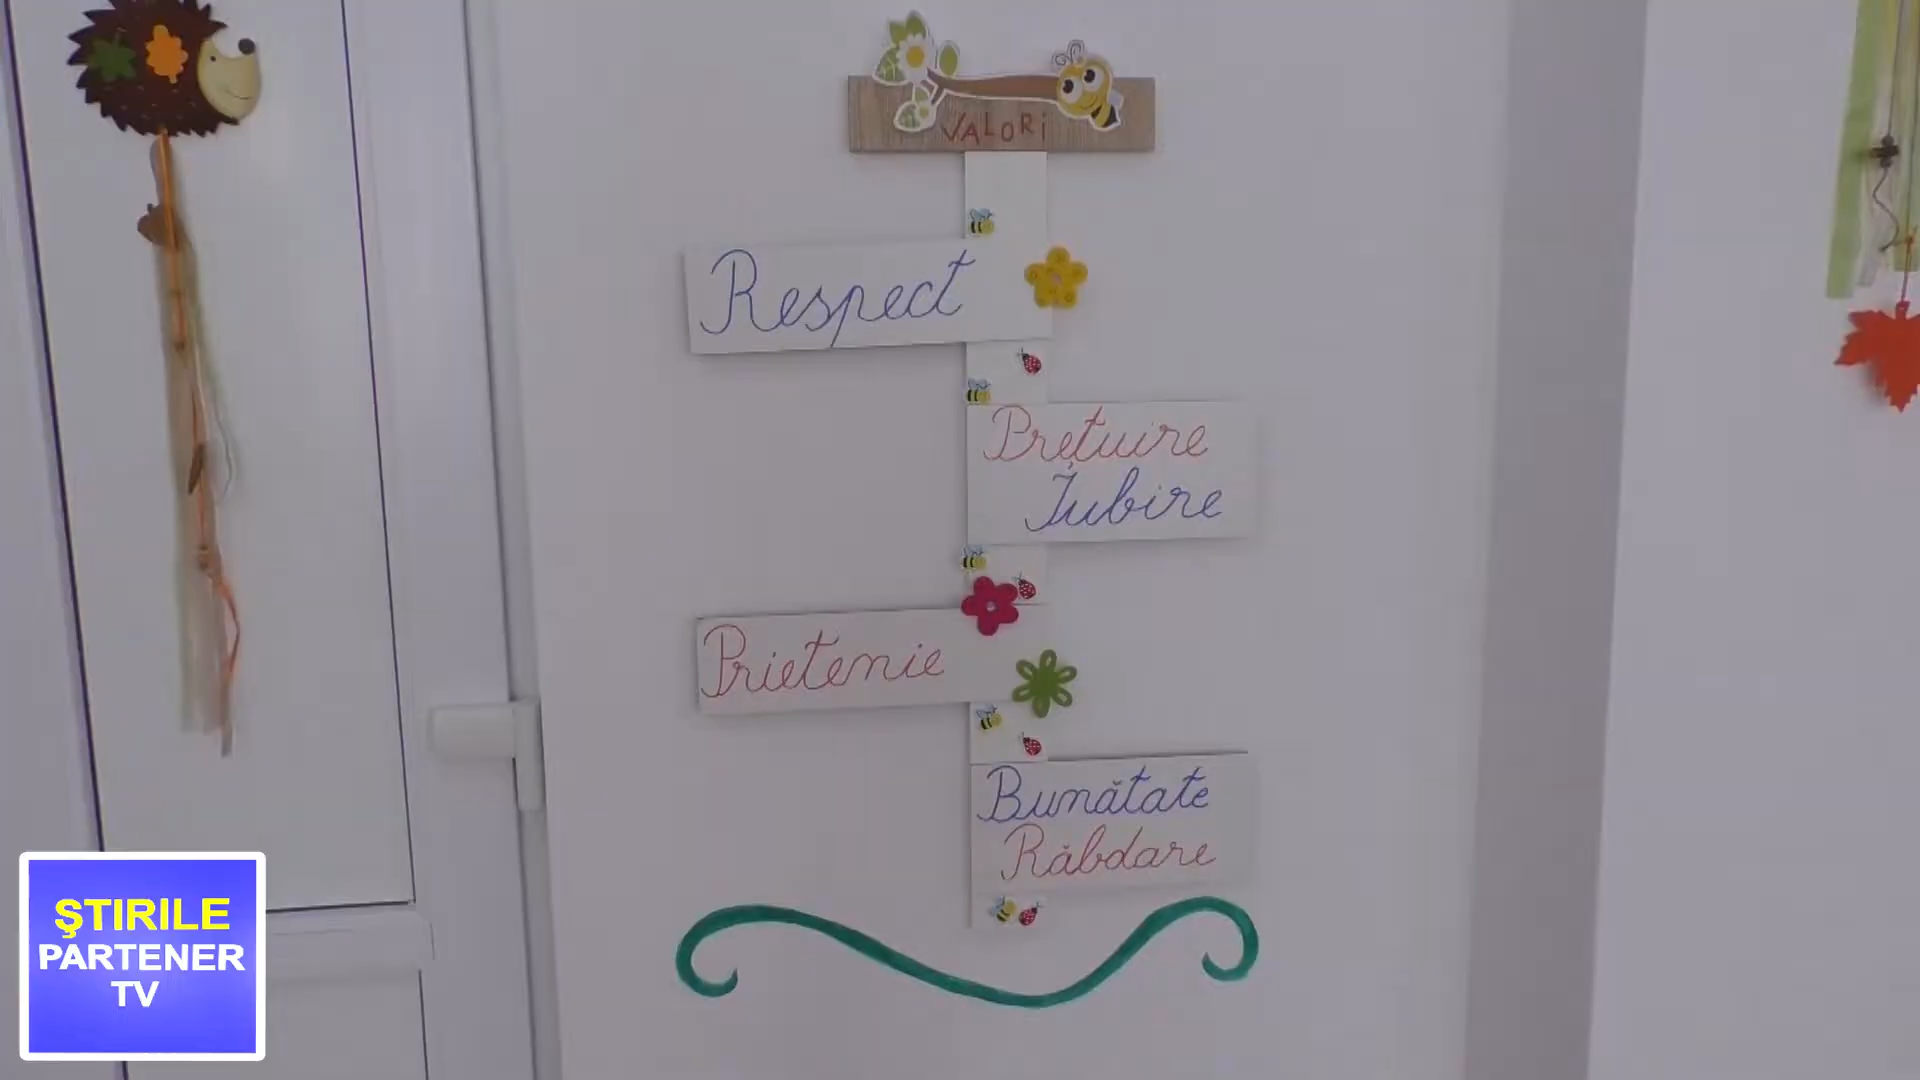 VALORi
Respect
Prețuire
Iubire
Prietenie
Bunătate
Răbdare
ŞTIRILE
PARTENER
TV